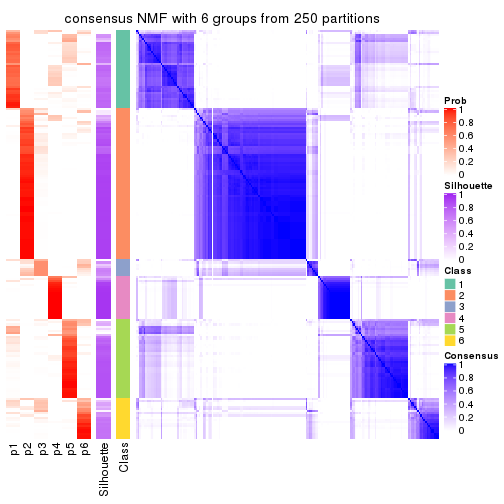 consensus NMF with 6 groups from 250 partitions
Prob
1
0.8
0.6
0.4
0.2
0
Silhouette
1
0.8
0.6
0.4
0.2
0
Class
1
2
3
4
5
6
Consensus
1
0.8
0.6
0.4
0.2
0
p1
p2
p3
p4
p5
p6
Silhouette
Class